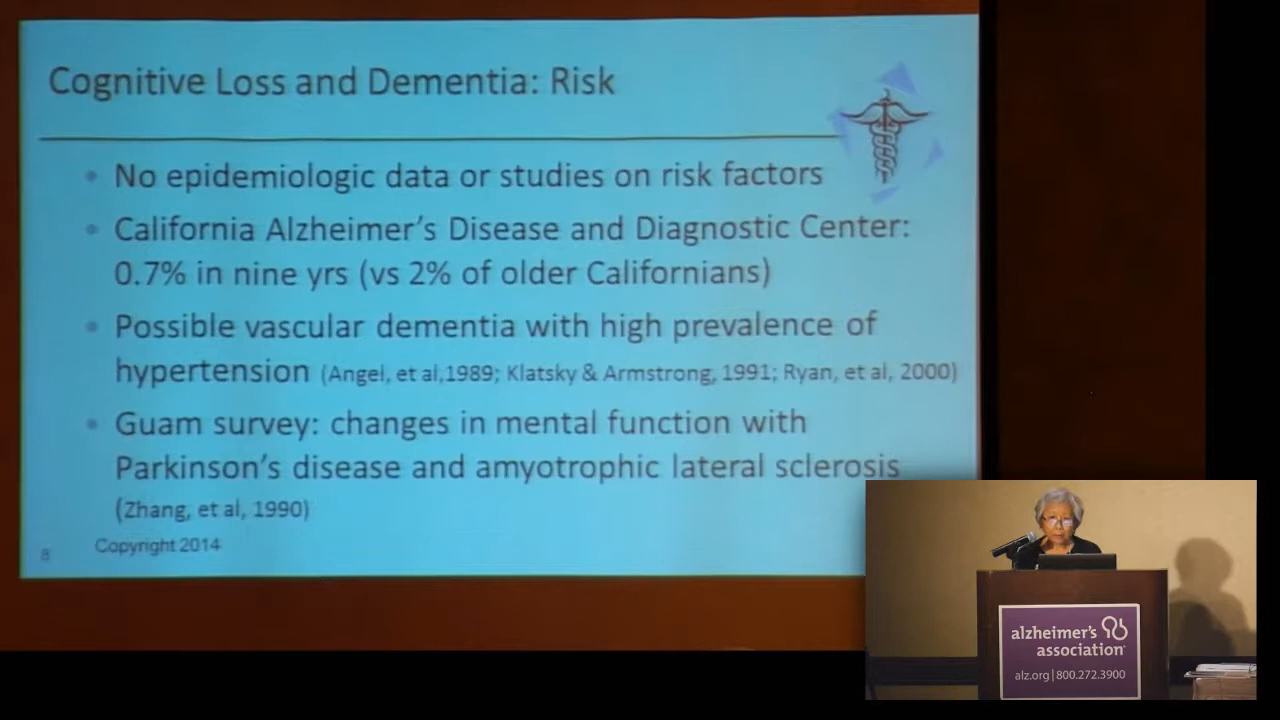 Cognitive Loss and Dementia: Risk
• No epidemiologic data or studies on risk factors
• California Alzheimer's Disease and Diagnostic Center:
0.7% in nine yrs (vs 2% of older Californians)
• Possible vascular dementia with high prevalence of
hypertension (Angel, et al,1989; Klatsky & Armstrong, 1991; Ryan, et al, 2000)
• Guam survey: changes in mental function with
Parkinson's disease and amyotrophic lateral sclerosis
(Zhang, et al, 1990)
8
Copyright 2014
alzheimer's
association
alz.org | 800.272.3900